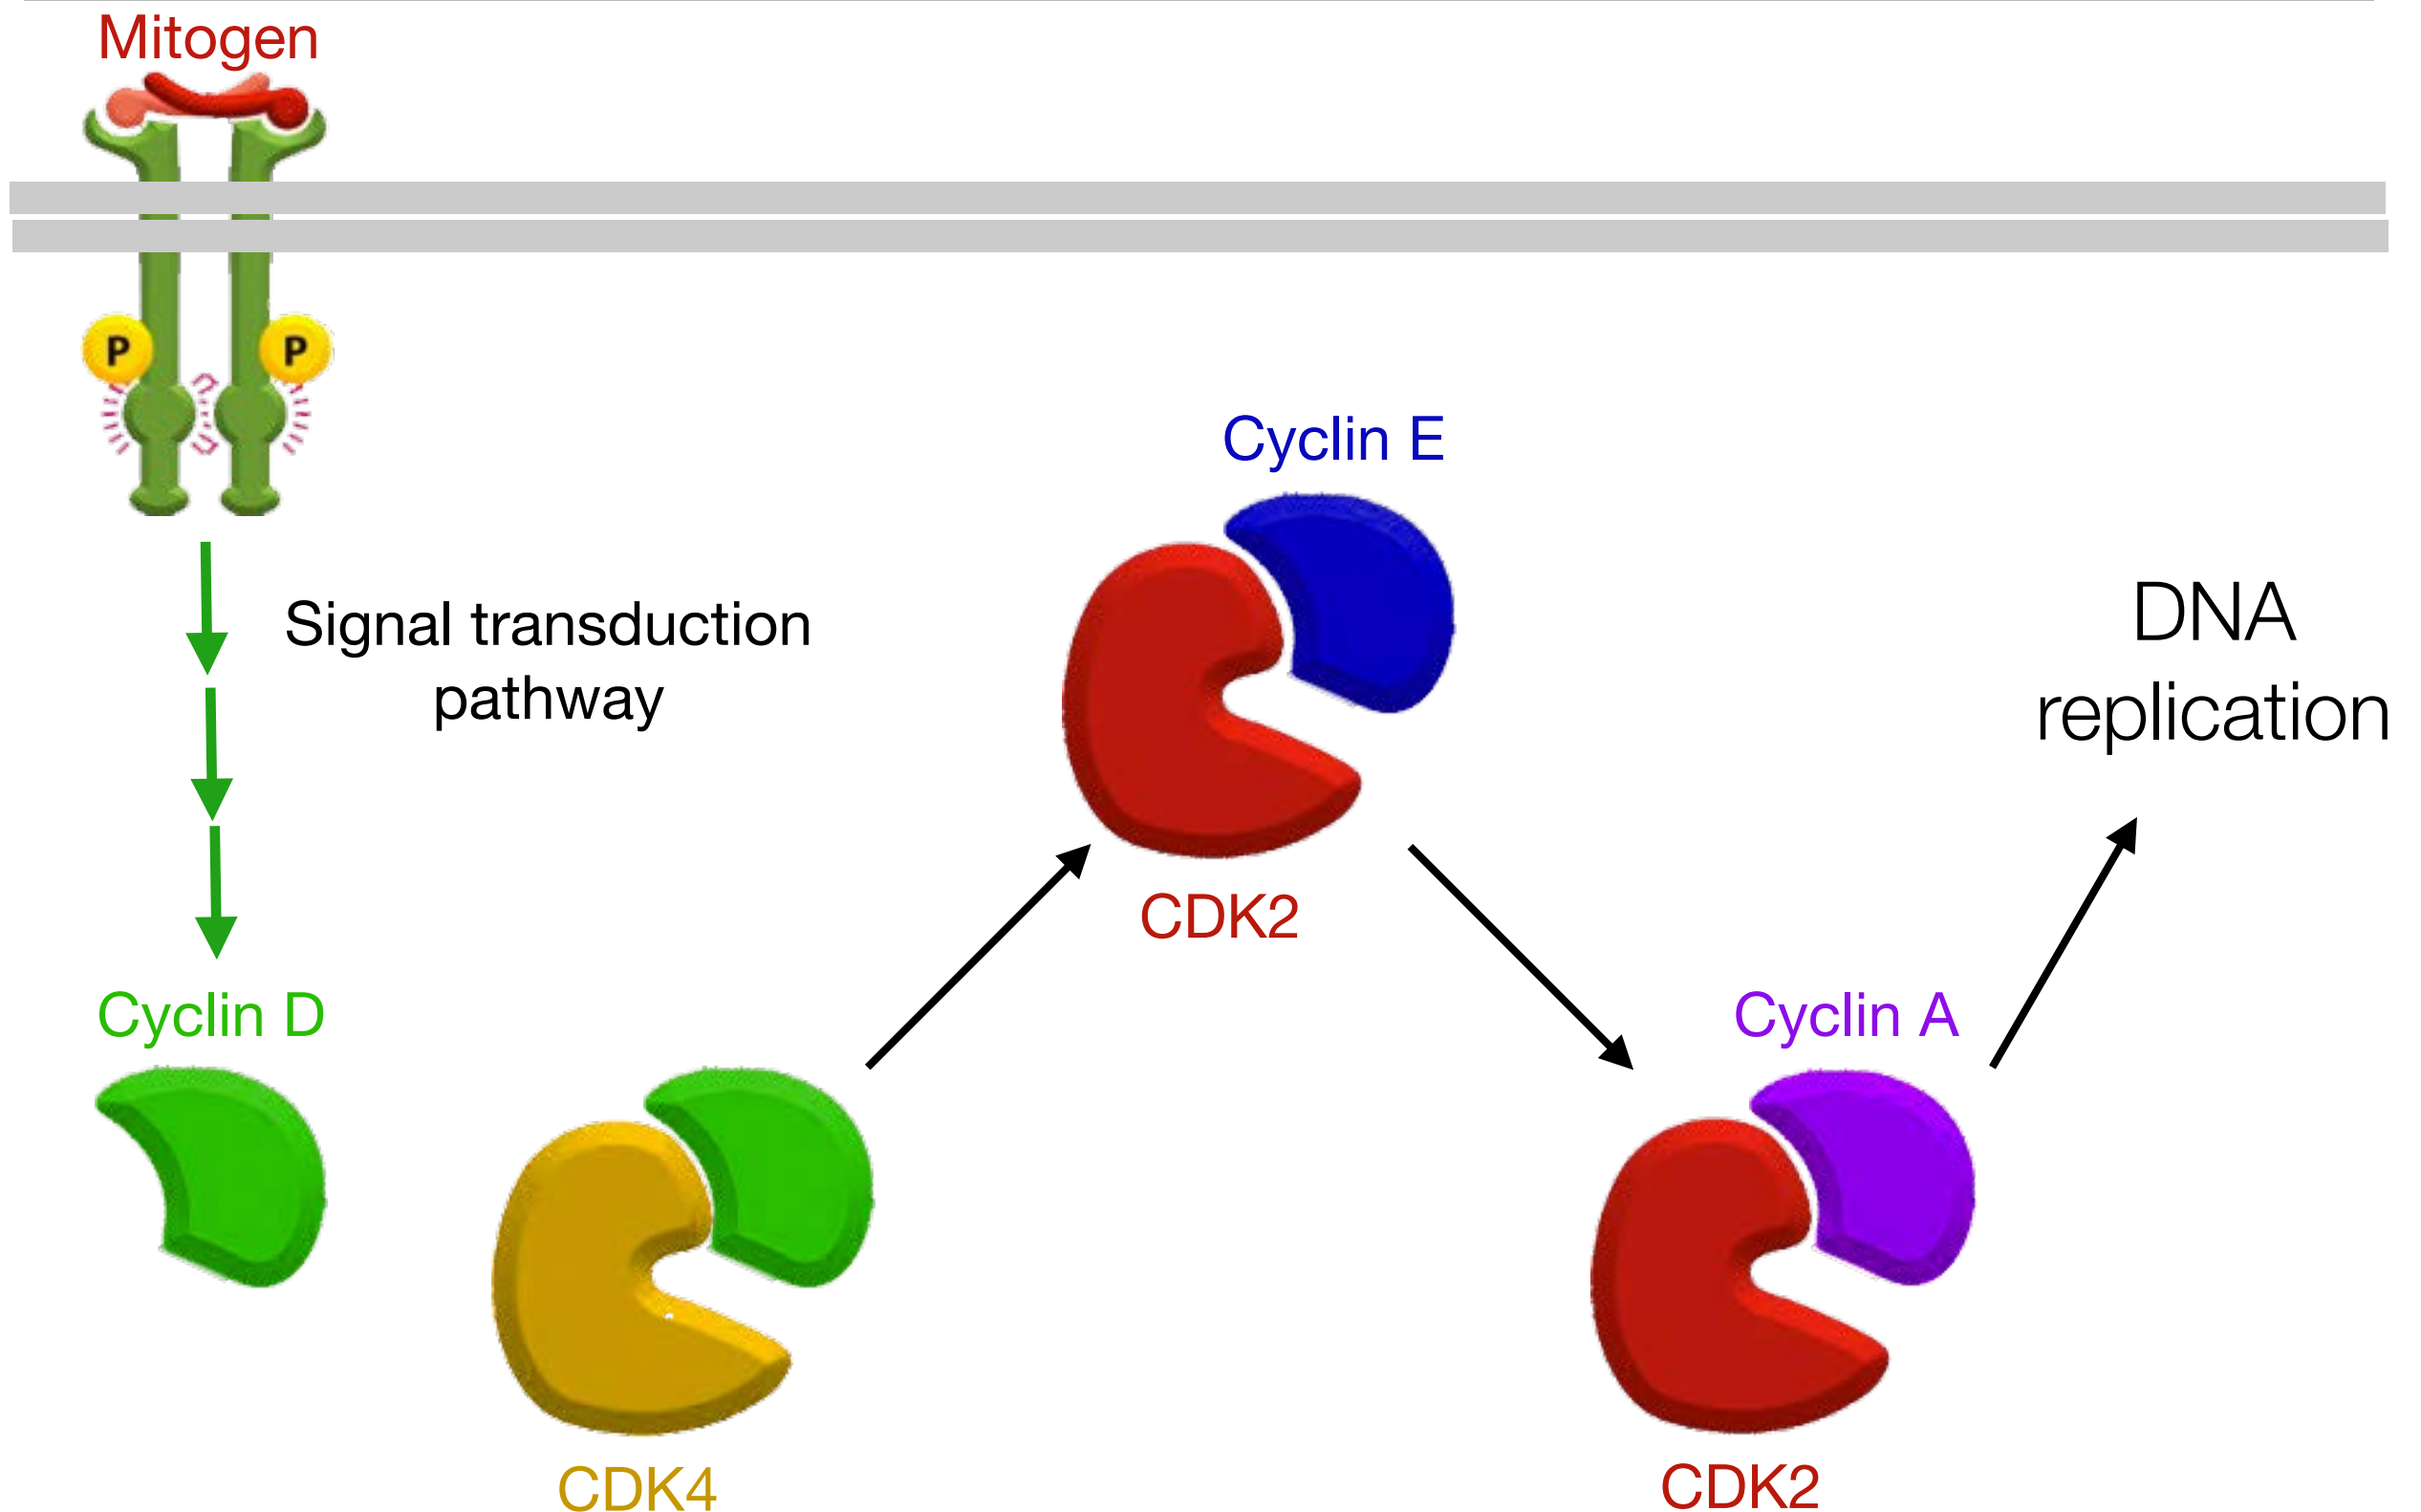 Mitogen
P
P
Signal transduction
pathway
Cyclin D
CDK4
Cyclin E
CDK2
Cyclin A
CDK2
DNA
replication